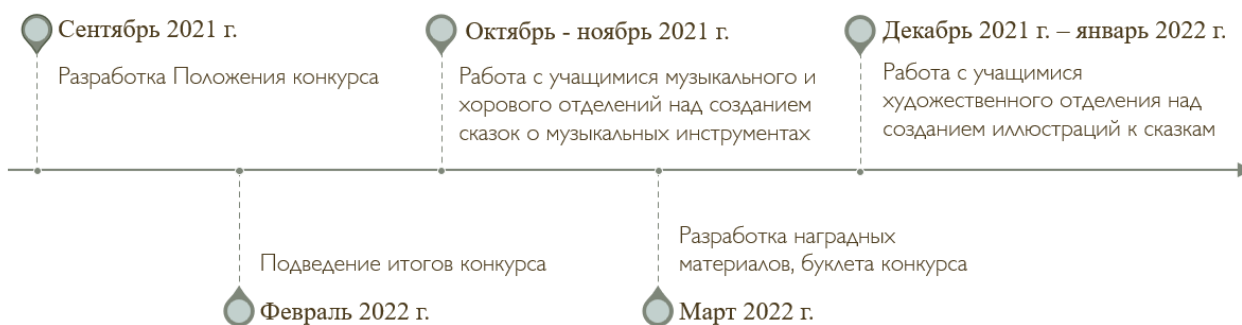 Сентябрь 2021 г.
Разработка Положения конкурса
Октябрь - ноябрь 2021 г.
Работа с учащимися музыкального и
хорового отделений над созданием
сказок о музыкальных инструментах
Декабрь 2021 г. – январь 2022 г.
Работа с учащимися
художественного отделения над
созданием иллюстраций к сказкам
Подведение итогов конкурса
Февраль 2022 г.
Разработка наградных
материалов, буклета конкурса
Март 2022 г.